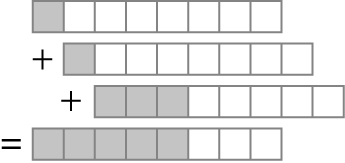 +
+
=